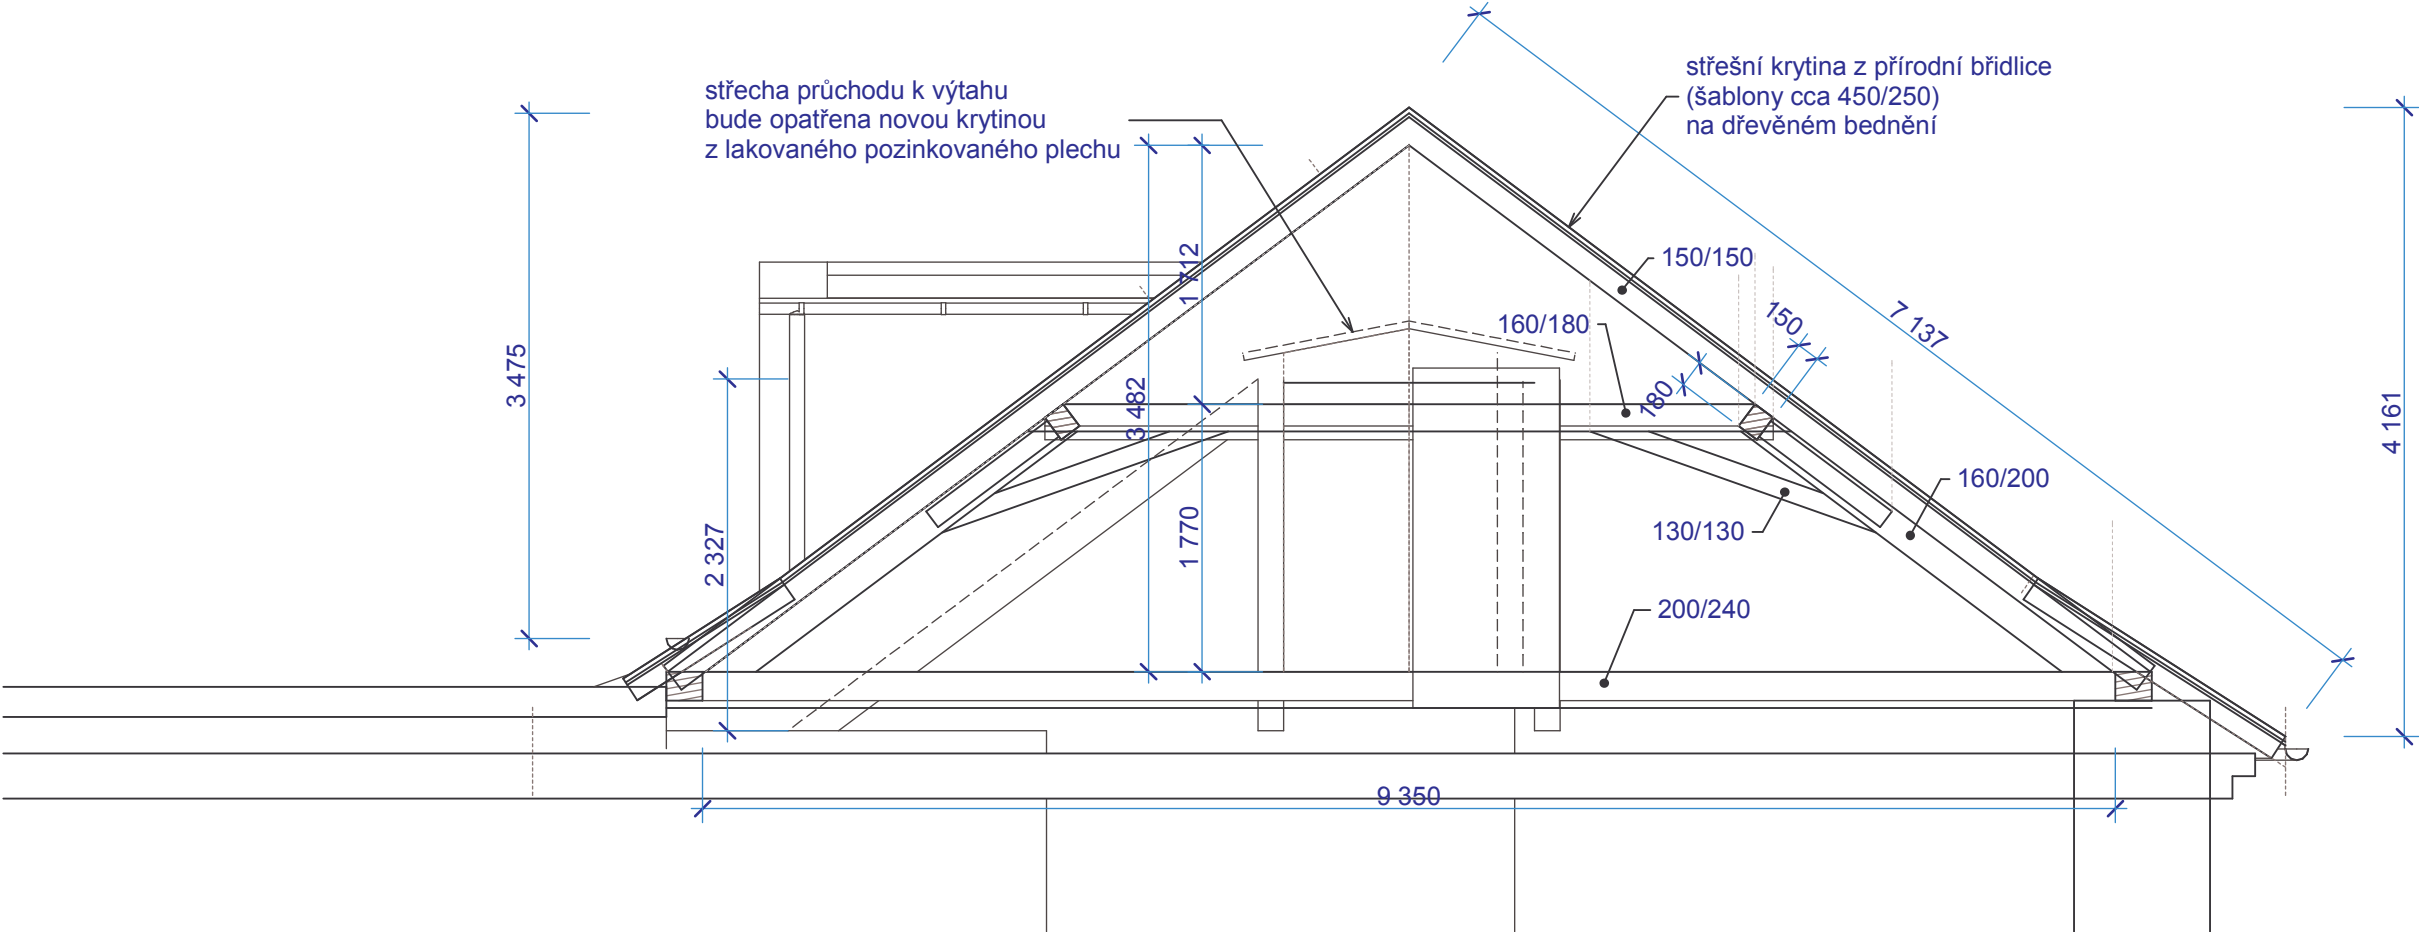 střecha průchodu k výtahu
bude opatřena novou krytinou
z lakovaného pozinkovaného plechu
střešní krytina z přírodní břidlice
(šablony cca 450/250)
na dřevěném bednění
3 475
2 327
3 482
1 712
1 770
150/150
160/180
150
180
7 137
4 161
160/200
130/130
200/240
9 350